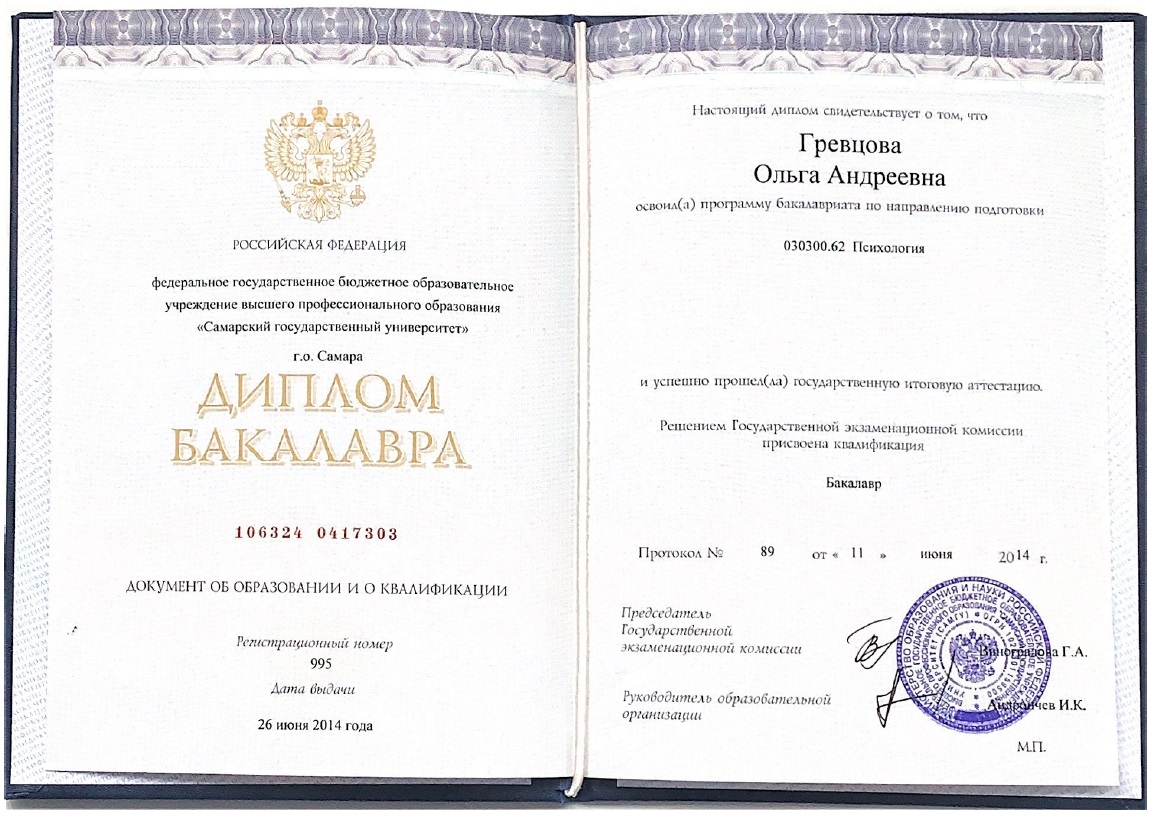 РОССИЙСКАЯ ФЕДЕРАЦИЯ
федеральное государственное бюджетное образовательное
учреждение высшего профессионального образования
«Самарский государственный университет»
г.о. Самара
ДИПЛОМ
БАКАЛАВРА
106324 0417303
ДОКУМЕНТ ОБ ОБРАЗОВАНИИ И О КВАЛИФИКАЦИИ
Регистрационный номер
995
Дата выдачи
26 июня 2014 года
Настоящий диплом свидетельствует о том, что
Гревцова
Ольга Андреевна
освоил(а) программу бакалавриата по направлению подготовки
030300.62 Психология
и успешно прошел(ла) государственную итоговую аттестацию.
Решением Государственной экзаменационной комиссии
присвоена квалификация
Бакалавр
Протокол № 89 от « 11 » июня 2014 г.
Председатель
Государственной
экзаменационной комиссии
Виноградова Г.А.
Руководитель образовательной
организации
Андрончев И.К.
М.П.